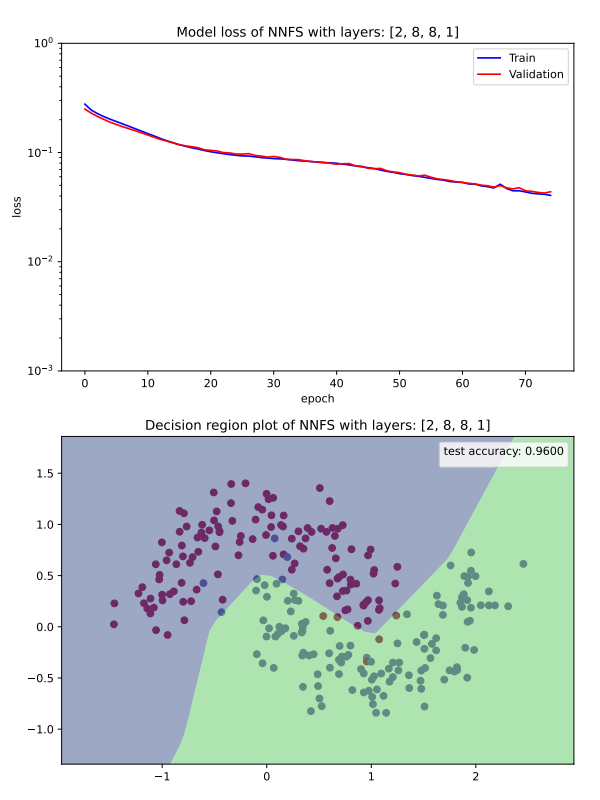 Model loss of NNFS with layers: [2, 8, 8, 1]
10⁰
Train
Validation
10⁻¹
loss
10⁻²
10⁻³
0 10 20 30 40 50 60 70
epoch
Decision region plot of NNFS with layers: [2, 8, 8, 1]
test accuracy: 0.9600
1.5
1.0
0.5
0.0
−0.5
−1.0
−1 0 1 2